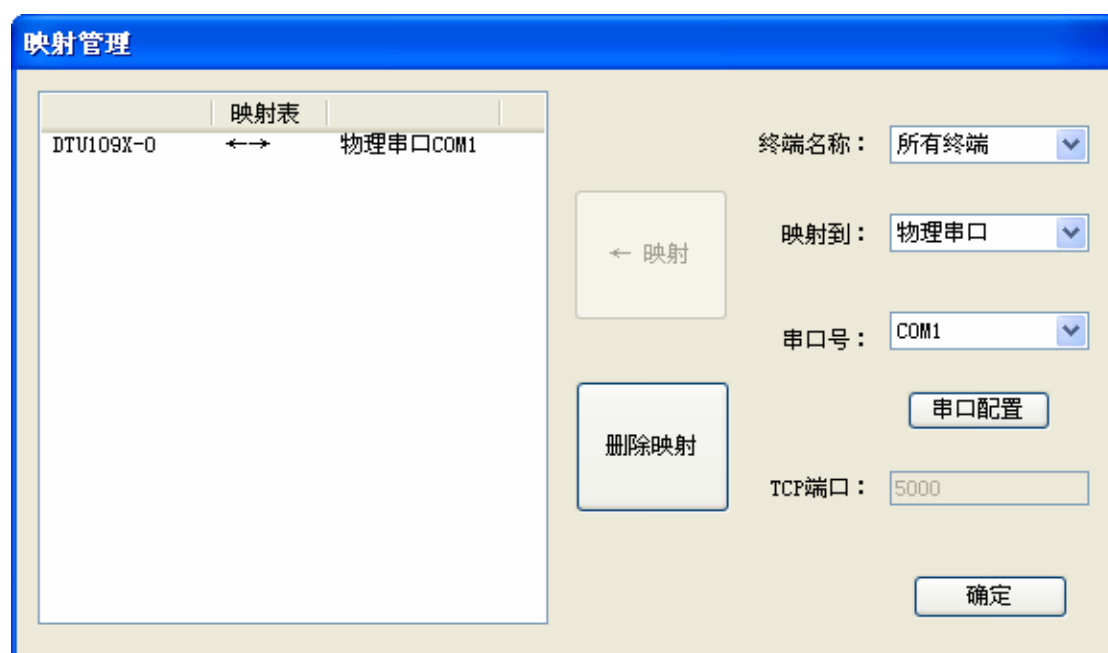 映射管理
映射表
DTU109X-0 ←→ 物理串口COM1
终端名称： 所有终端
← 映射
映射到： 物理串口
串口号： COM1
串口配置
删除映射
TCP端口： 5000
确定